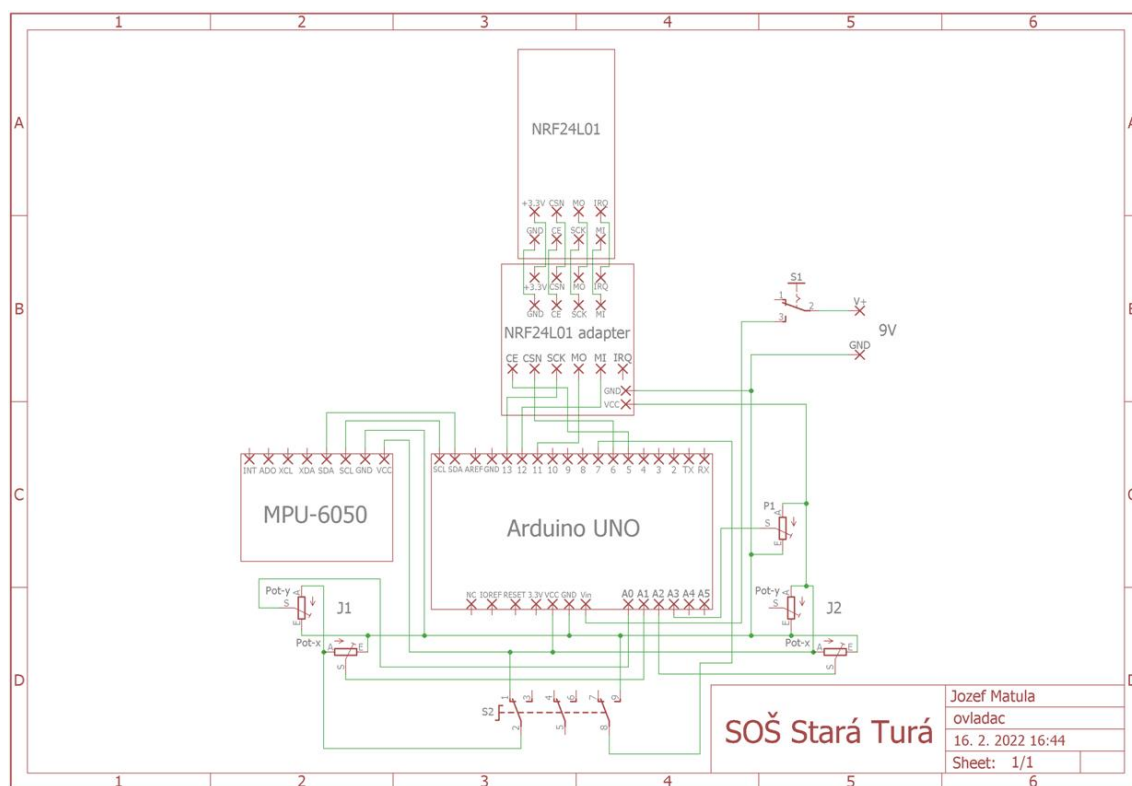 1 2 3 4 5 6
A A
NRF24L01
+3.3V CSN MO IRQ
GND CE SCK MI
B B
+3.3V CSN MO IRQ
GND CE SCK MI
NRF24L01 adapter
CE CSN SCK MO MI IRQ
GND
VCC
S1
1 2 V+
3
9V
GND
C C
INT ADO XCL XDA SDA SCL GND VCC
MPU-6050
SCL SDA AREF GND 13 12 11 10 9 8 7 6 5 4 3 2 TX RX
Arduino UNO
NC IOREF RESET 3.3V VCC GND Vin A0 A1 A2 A3 A4 A5
P1
A
S
E
Pot-y A
S
E
J1
Pot-x
A E
S
Pot-y A
S
E
J2
Pot-x
A E
S
D D
S2
1 3 4 6 7 9
2 5 8
SOŠ Stará Turá
Jozef Matula
ovladac
16. 2. 2022 16:44
Sheet: 1/1
1 2 3 4 5 6